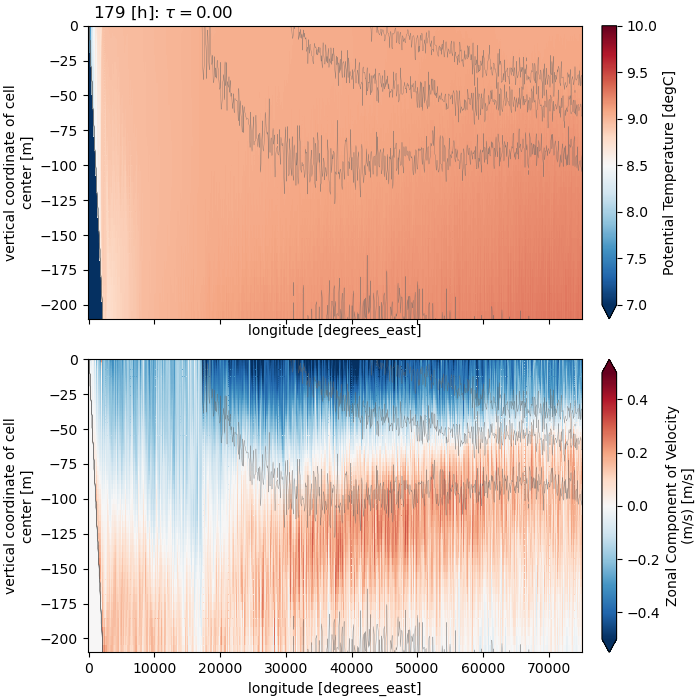 179 [h]: τ = 0.00
0
−25
−50
−75
−100
−125
−150
−175
−200
vertical coordinate of cell
center [m]
longitude [degrees_east]
10.0
9.5
9.0
8.5
8.0
7.5
7.0
Potential Temperature [degC]
0
−25
−50
−75
−100
−125
−150
−175
−200
vertical coordinate of cell
center [m]
0 10000 20000 30000 40000 50000 60000 70000
longitude [degrees_east]
0.4
0.2
0.0
−0.2
−0.4
Zonal Component of Velocity
(m/s) [m/s]